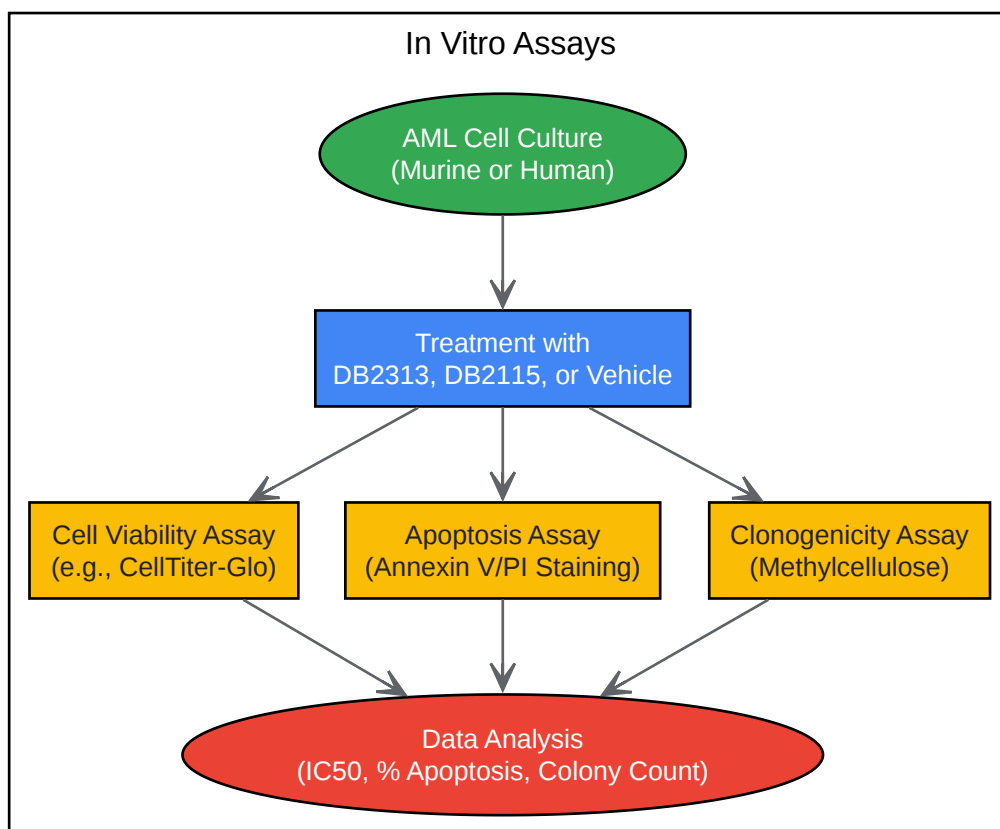 In Vitro Assays
AML Cell Culture
(Murine or Human)
Treatment with
DB2313, DB2115, or Vehicle
Cell Viability Assay
(e.g., CellTiter-Glo)
Apoptosis Assay
(Annexin V/PI Staining)
Clonogenicity Assay
(Methylcellulose)
Data Analysis
(IC50, % Apoptosis, Colony Count)